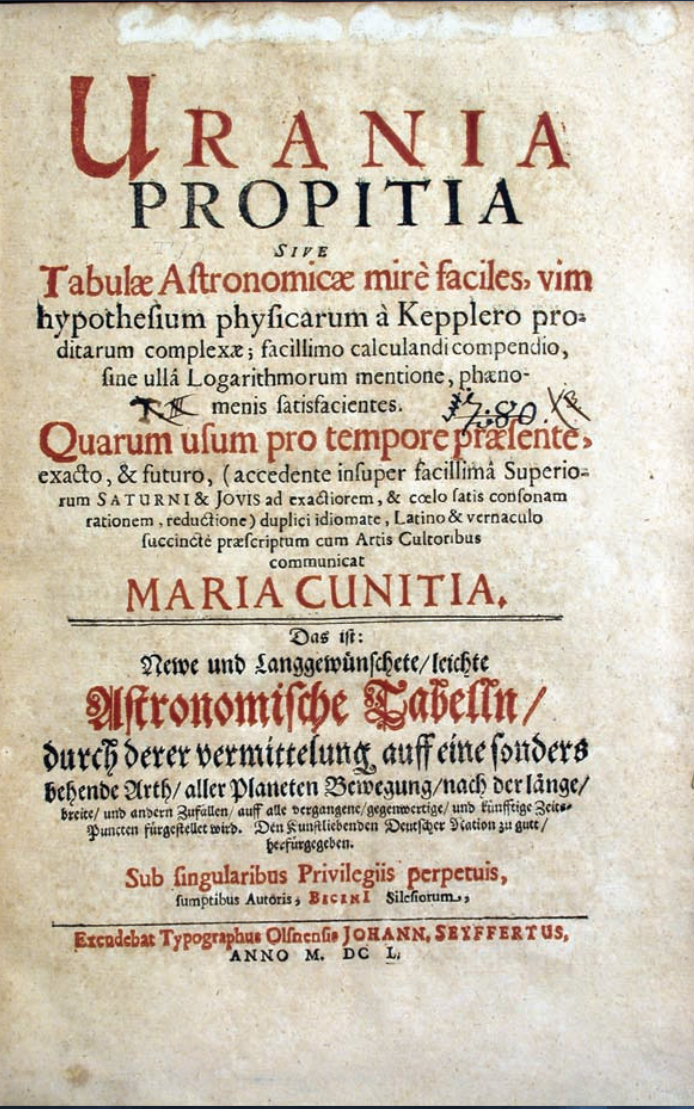 URANIA
PROPITIA
SIVE
Tabulæ Aſtronomicæ mirè faciles, vim
hypotheſium phyſicarum à Kepplero pro-
ditarum complexæ; facillimo calculandi compendio,
ſine ullâ Logarithmorum mentione, phæno-
menis ſatisfacientes.
Quarum uſum pro tempore præſente,
exacto, & futuro, (accedente inſuper facillimâ Superio-
rum SATURNI & JOVIS ad exactiorem, & cœlo ſatis conſonam
rationem, reductione) duplici idiomate, Latino & vernaculo
ſuccinctè præſcriptum cum Artis Cultoribus
communicat
MARIA CUNITIA.
Das iſt:
Newe und Langgewünſchete/ leichte
Aſtronomiſche Tabelln/
durch derer vermittelung auff eine ſonders
behende Arth/ aller Planeten Bewegung/ nach der länge/
breite/ und andern Zufällen/ auff alle vergangene/ gegenwertige/ und künfftige Zeits-
Puncten fürgeſtellet wird. Den Kunſtliebenden Deutſcher Nation zu gutt/
herfürgegeben.
Sub ſingularibus Privilegiis perpetuis,
ſumptibus Autoris, BICINI Sileſiorum,
Excudebat Typographus Olſnenſis JOHANN. SEYFFERTUS,
ANNO M. DC L.